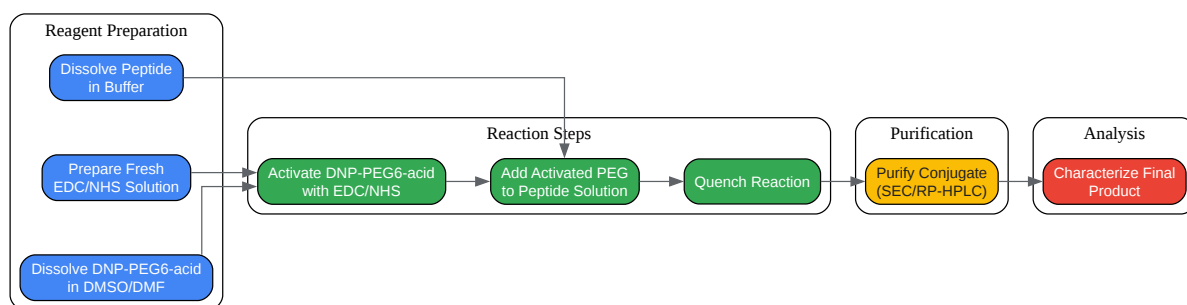 Reagent Preparation
Dissolve Peptide
in Buffer
Prepare Fresh
EDC/NHS Solution
Dissolve DNP-PEG6-acid
in DMSO/DMF
Reaction Steps
Activate DNP-PEG6-acid
with EDC/NHS
Add Activated PEG
to Peptide Solution
Quench Reaction
Purification
Purify Conjugate
(SEC/RP-HPLC)
Analysis
Characterize Final
Product